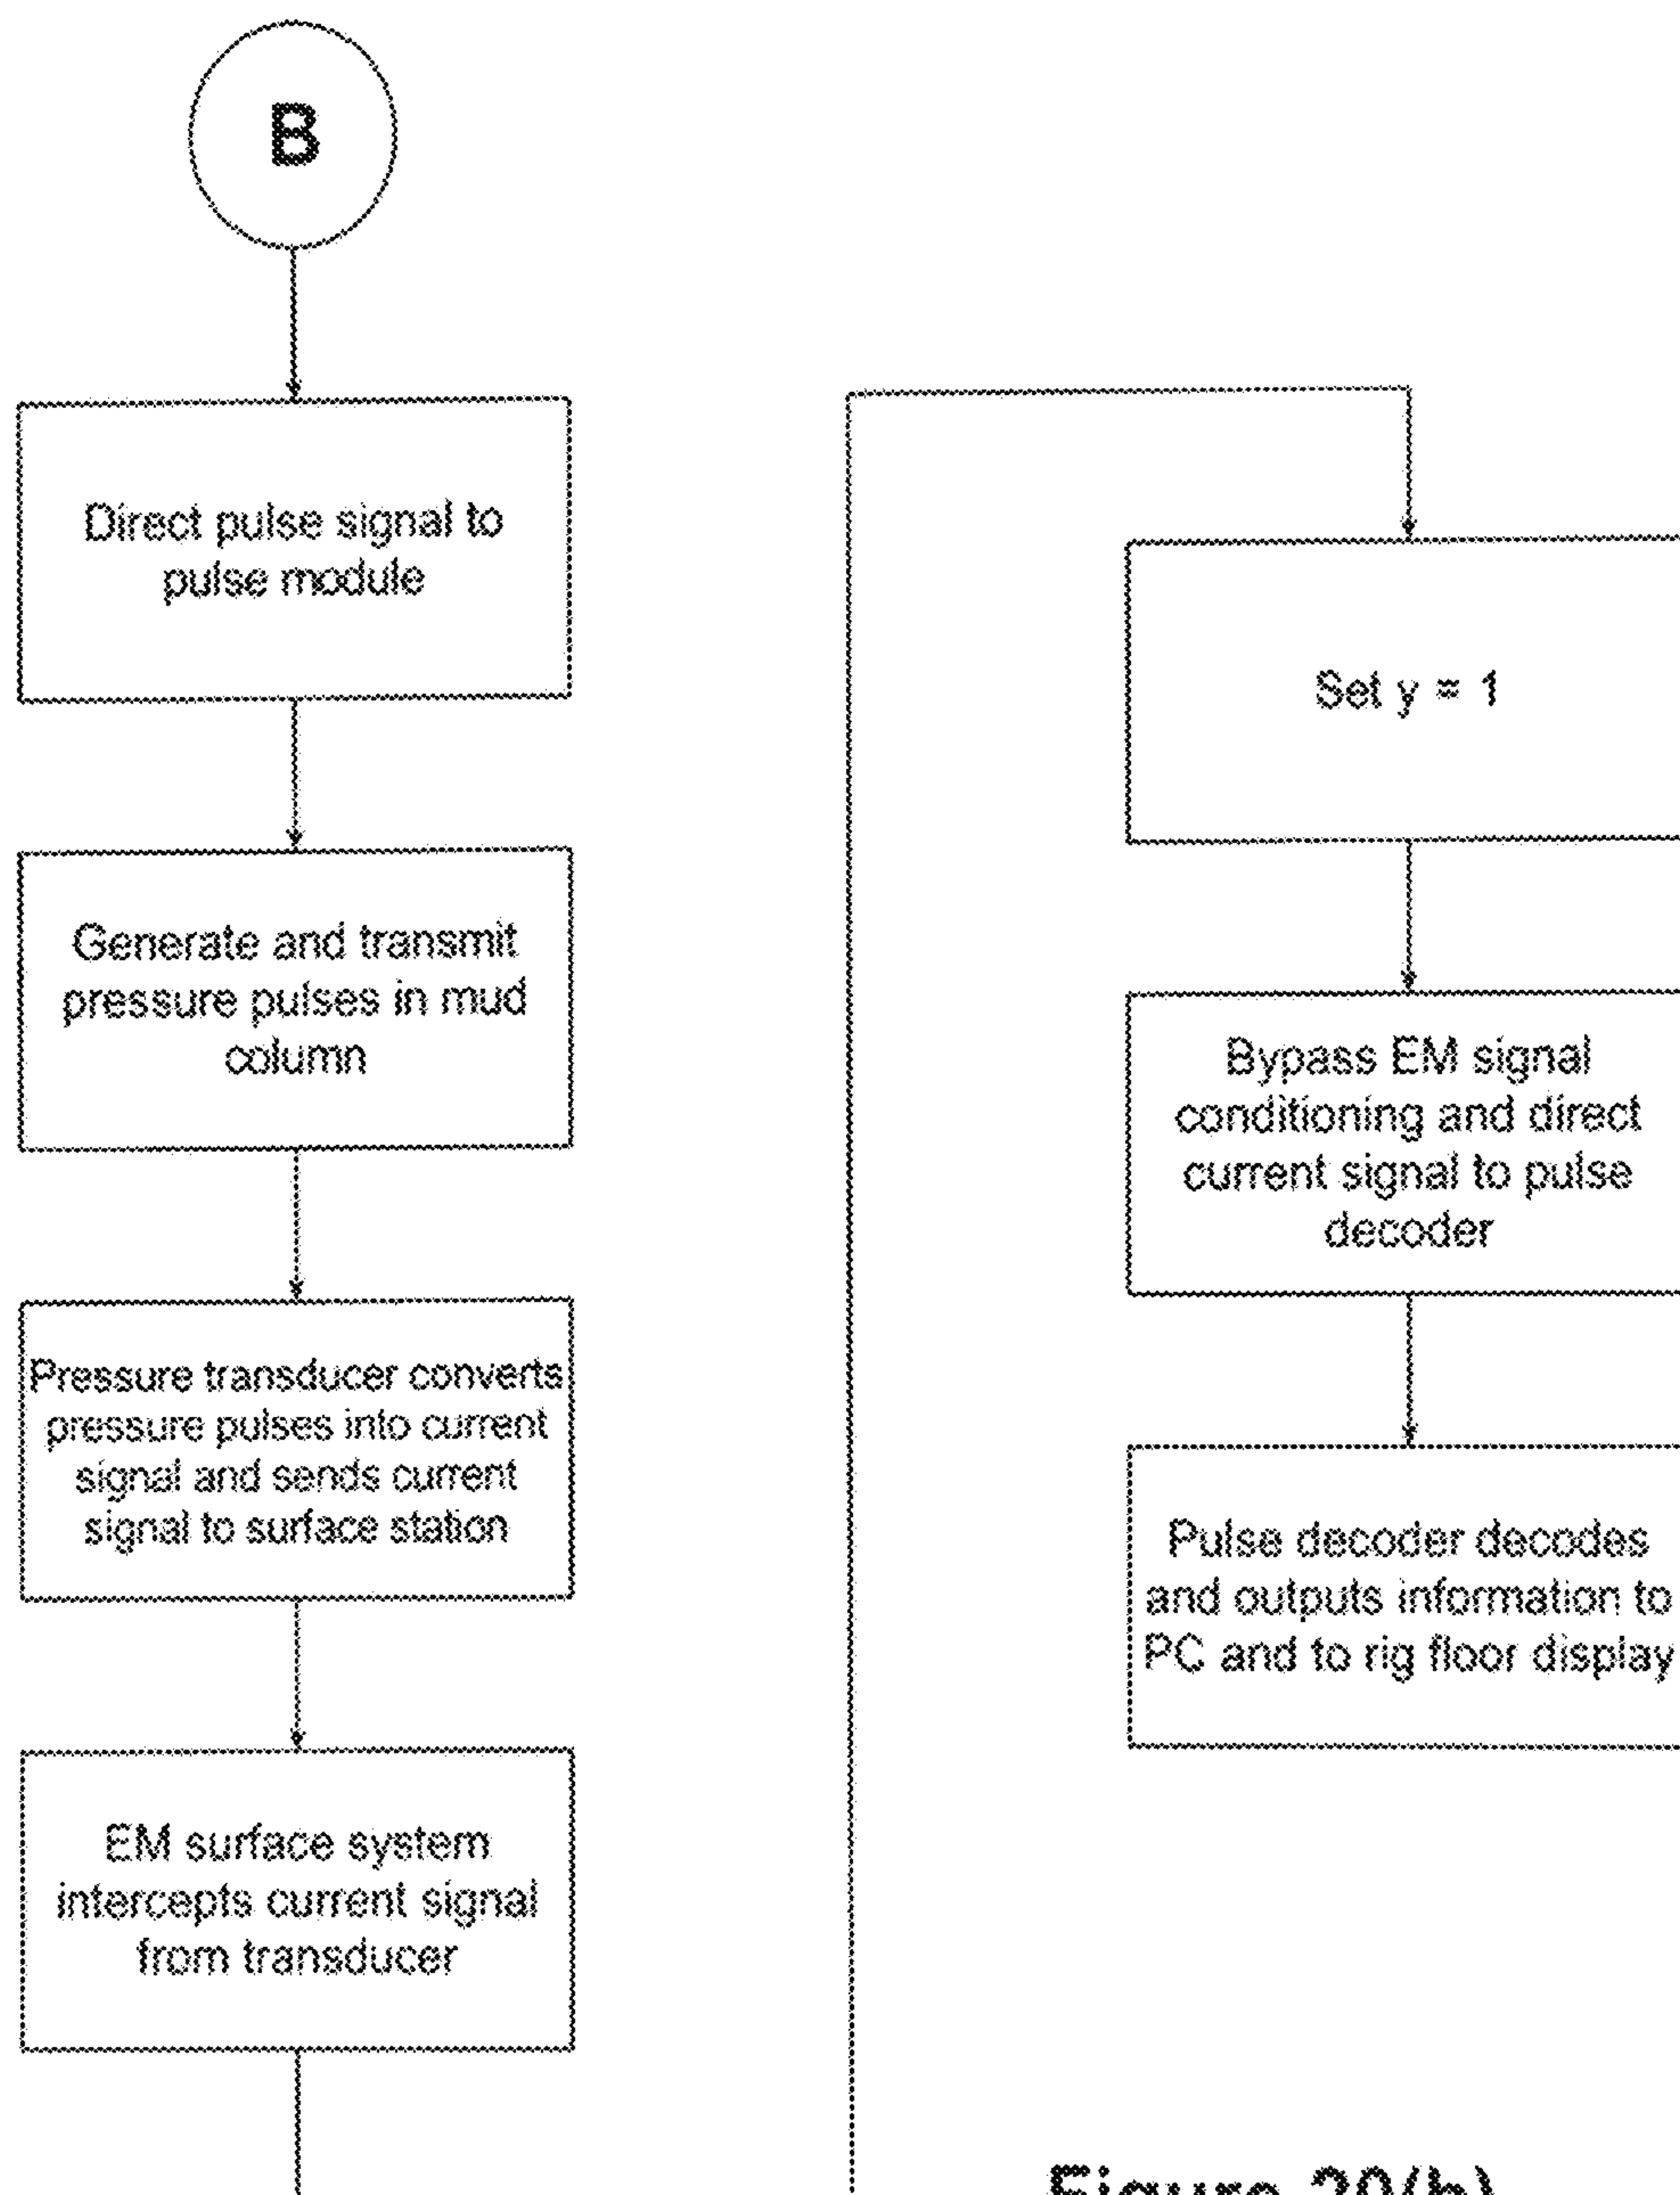 B
Direct pulse signal to
pulse module
Generate and transmit
pressure pulses in mud
column
Pressure transducer converts
pressure pulses into current
signal and sends current
signal to surface station
EM surface system
intercepts current signal
from transducer
Set y = 1
Bypass EM signal
conditioning and direct
current signal to pulse
decoder
Pulse decoder decodes
and outputs information to
PC and to rig floor display
Figure 20(b)